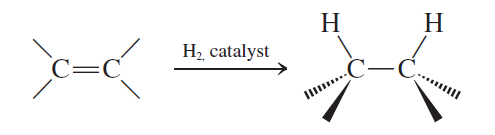 H H
C=C
H₂, catalyst
C—C